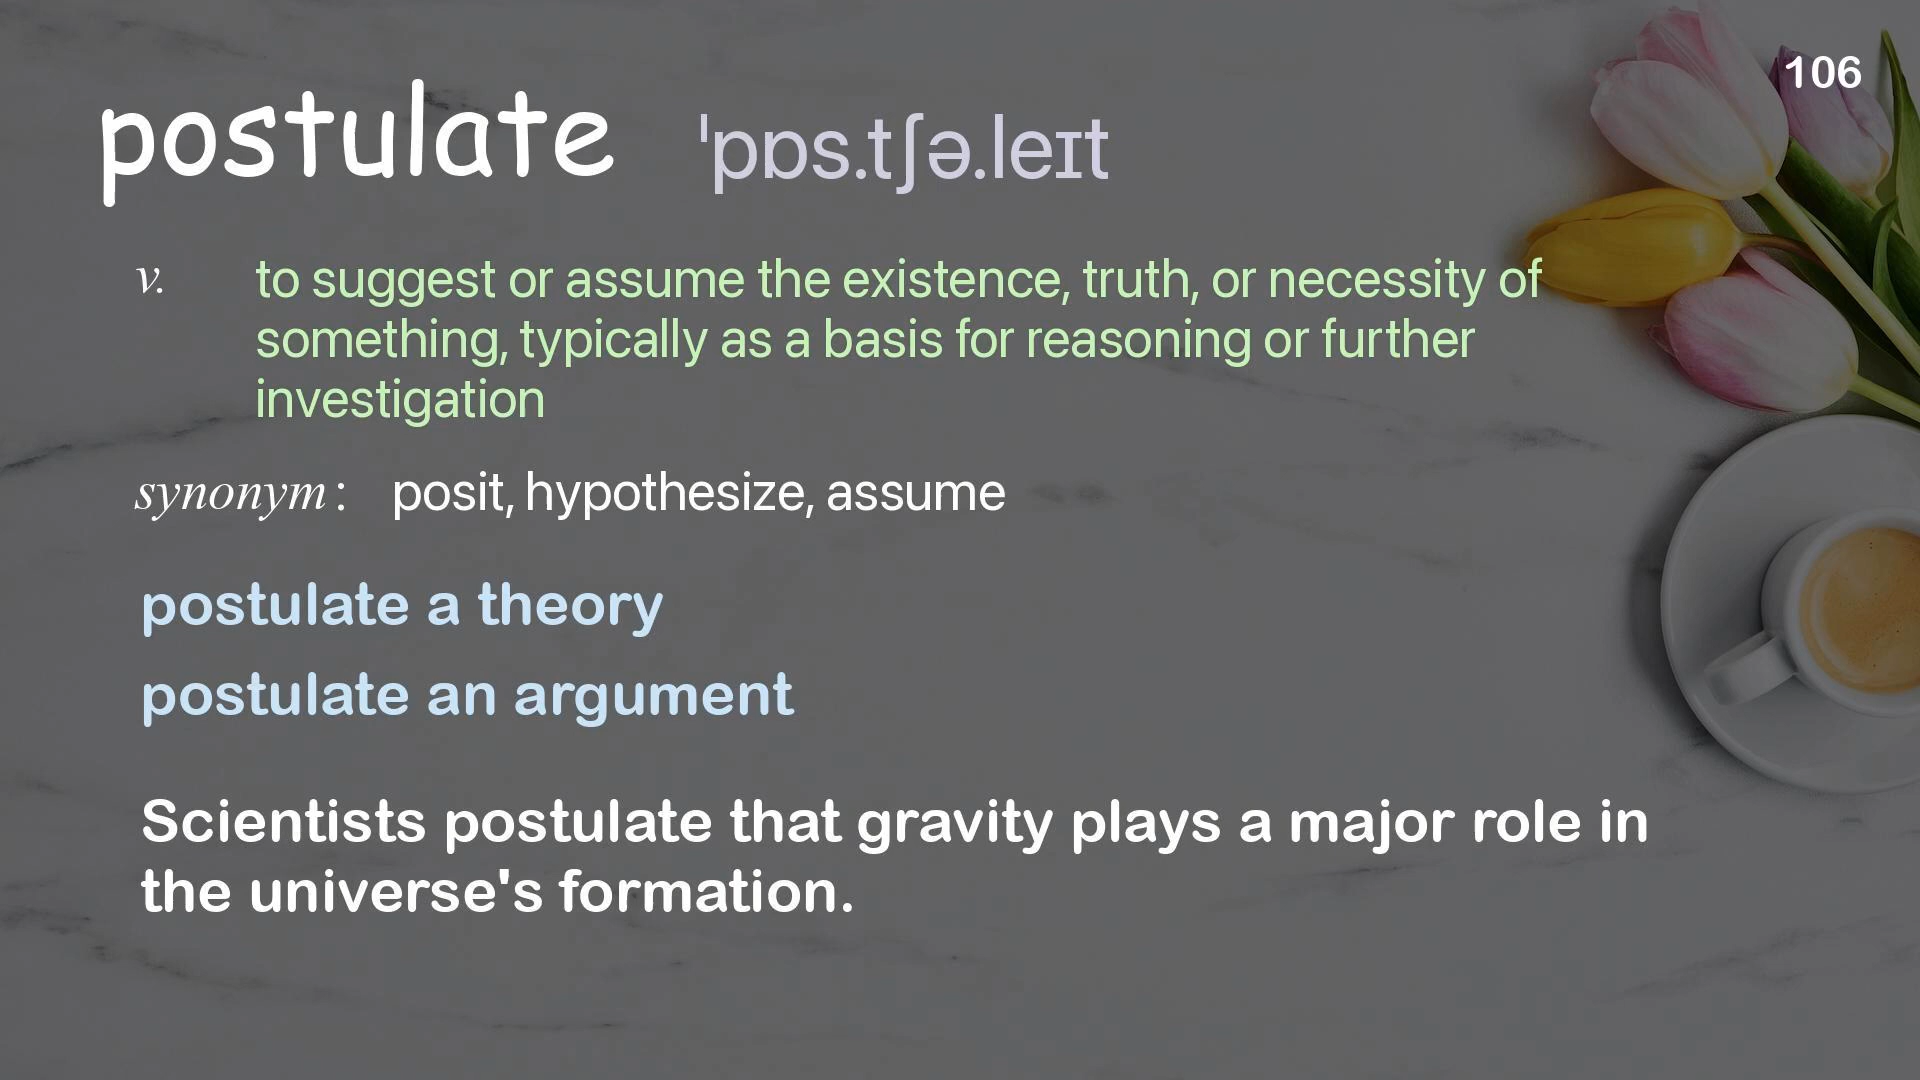 106
postulate ˈpɒs.tʃə.leɪt
v. to suggest or assume the existence, truth, or necessity of
something, typically as a basis for reasoning or further
investigation
synonym : posit, hypothesize, assume
postulate a theory
postulate an argument
Scientists postulate that gravity plays a major role in
the universe's formation.